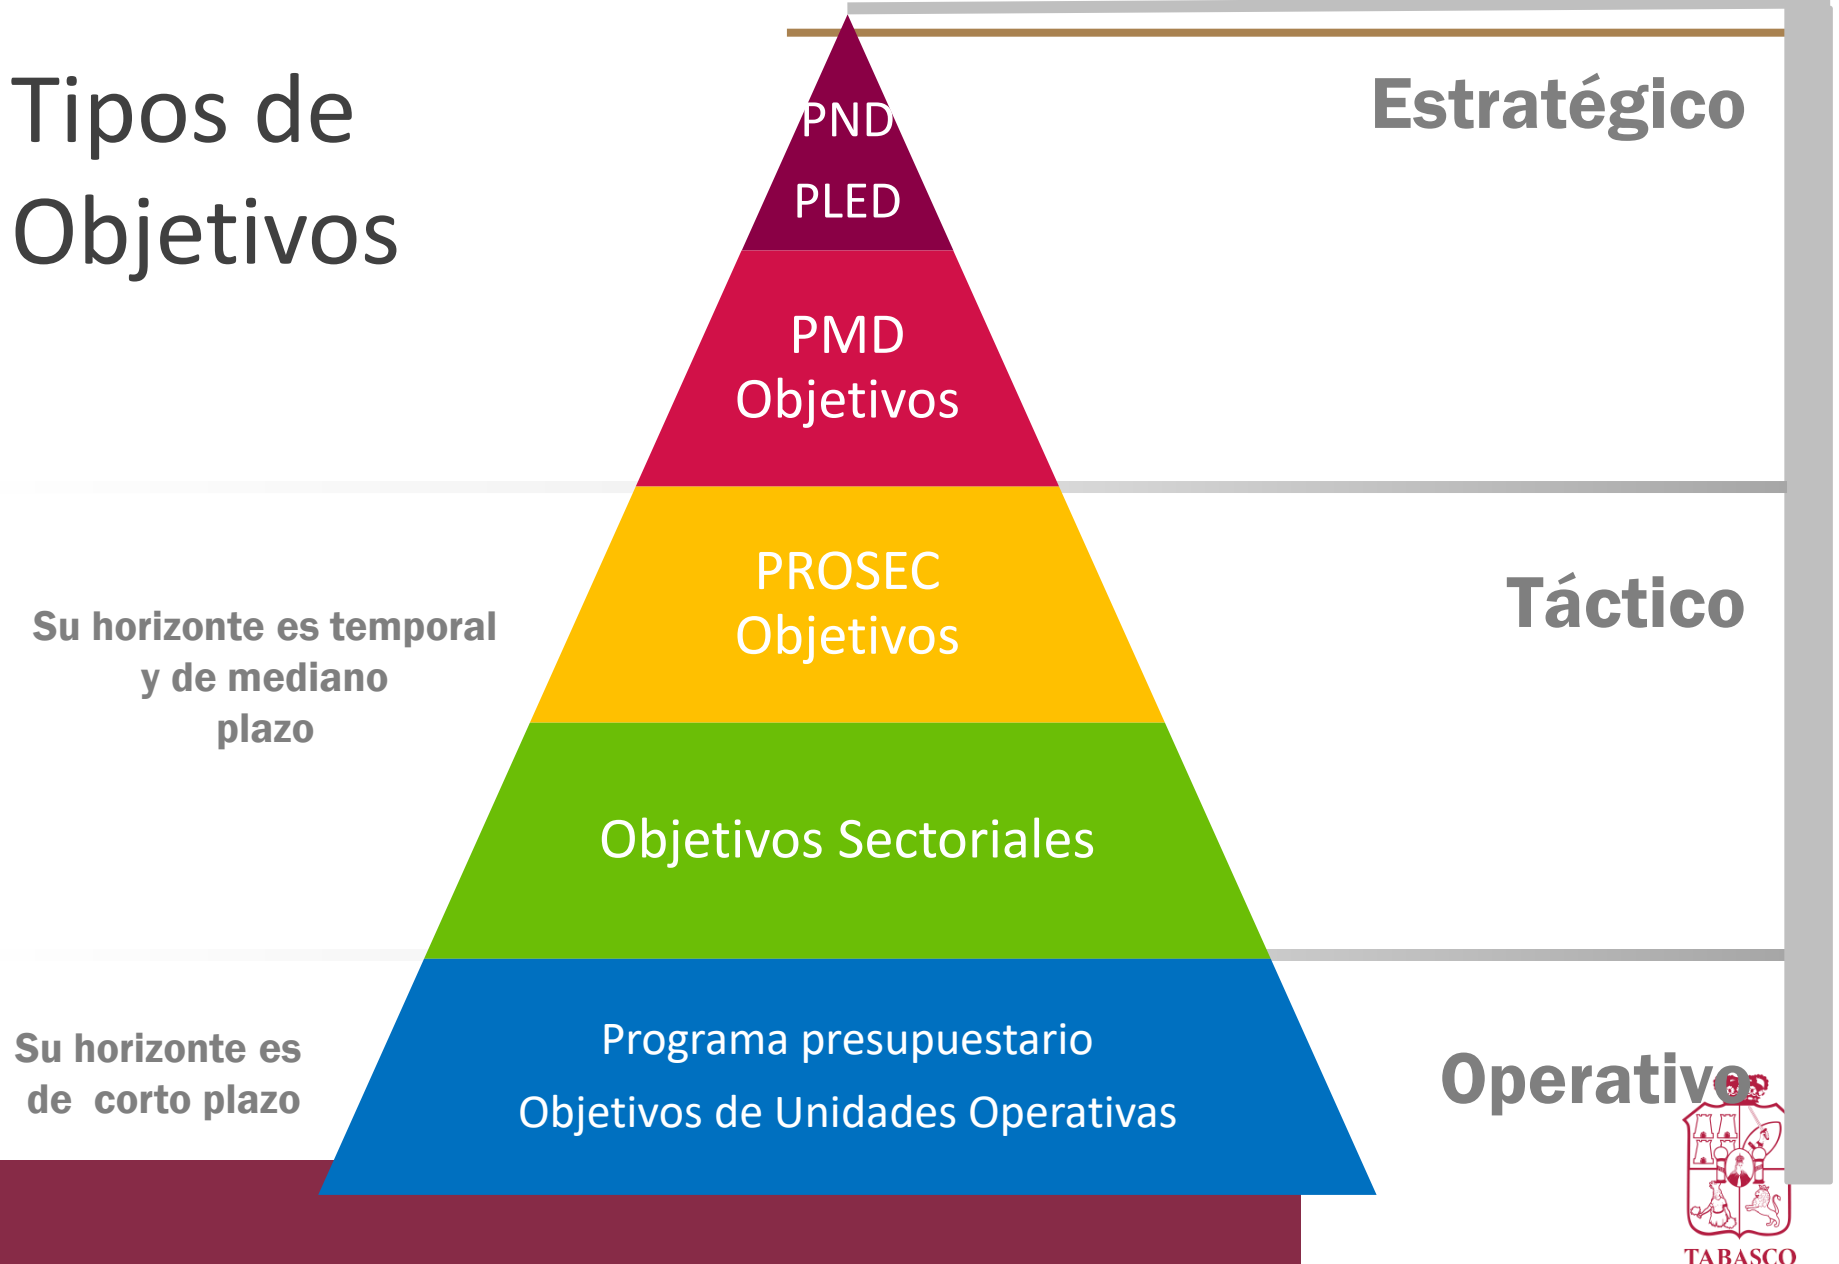 Tipos de
Objetivos
PND
PLED
Estratégico
PMD
Objetivos
PROSEC
Objetivos
Táctico
Su horizonte es temporal
y de mediano
plazo
Objetivos Sectoriales
Su horizonte es
de corto plazo
Programa presupuestario
Objetivos de Unidades Operativas
Operativo
TABASCO